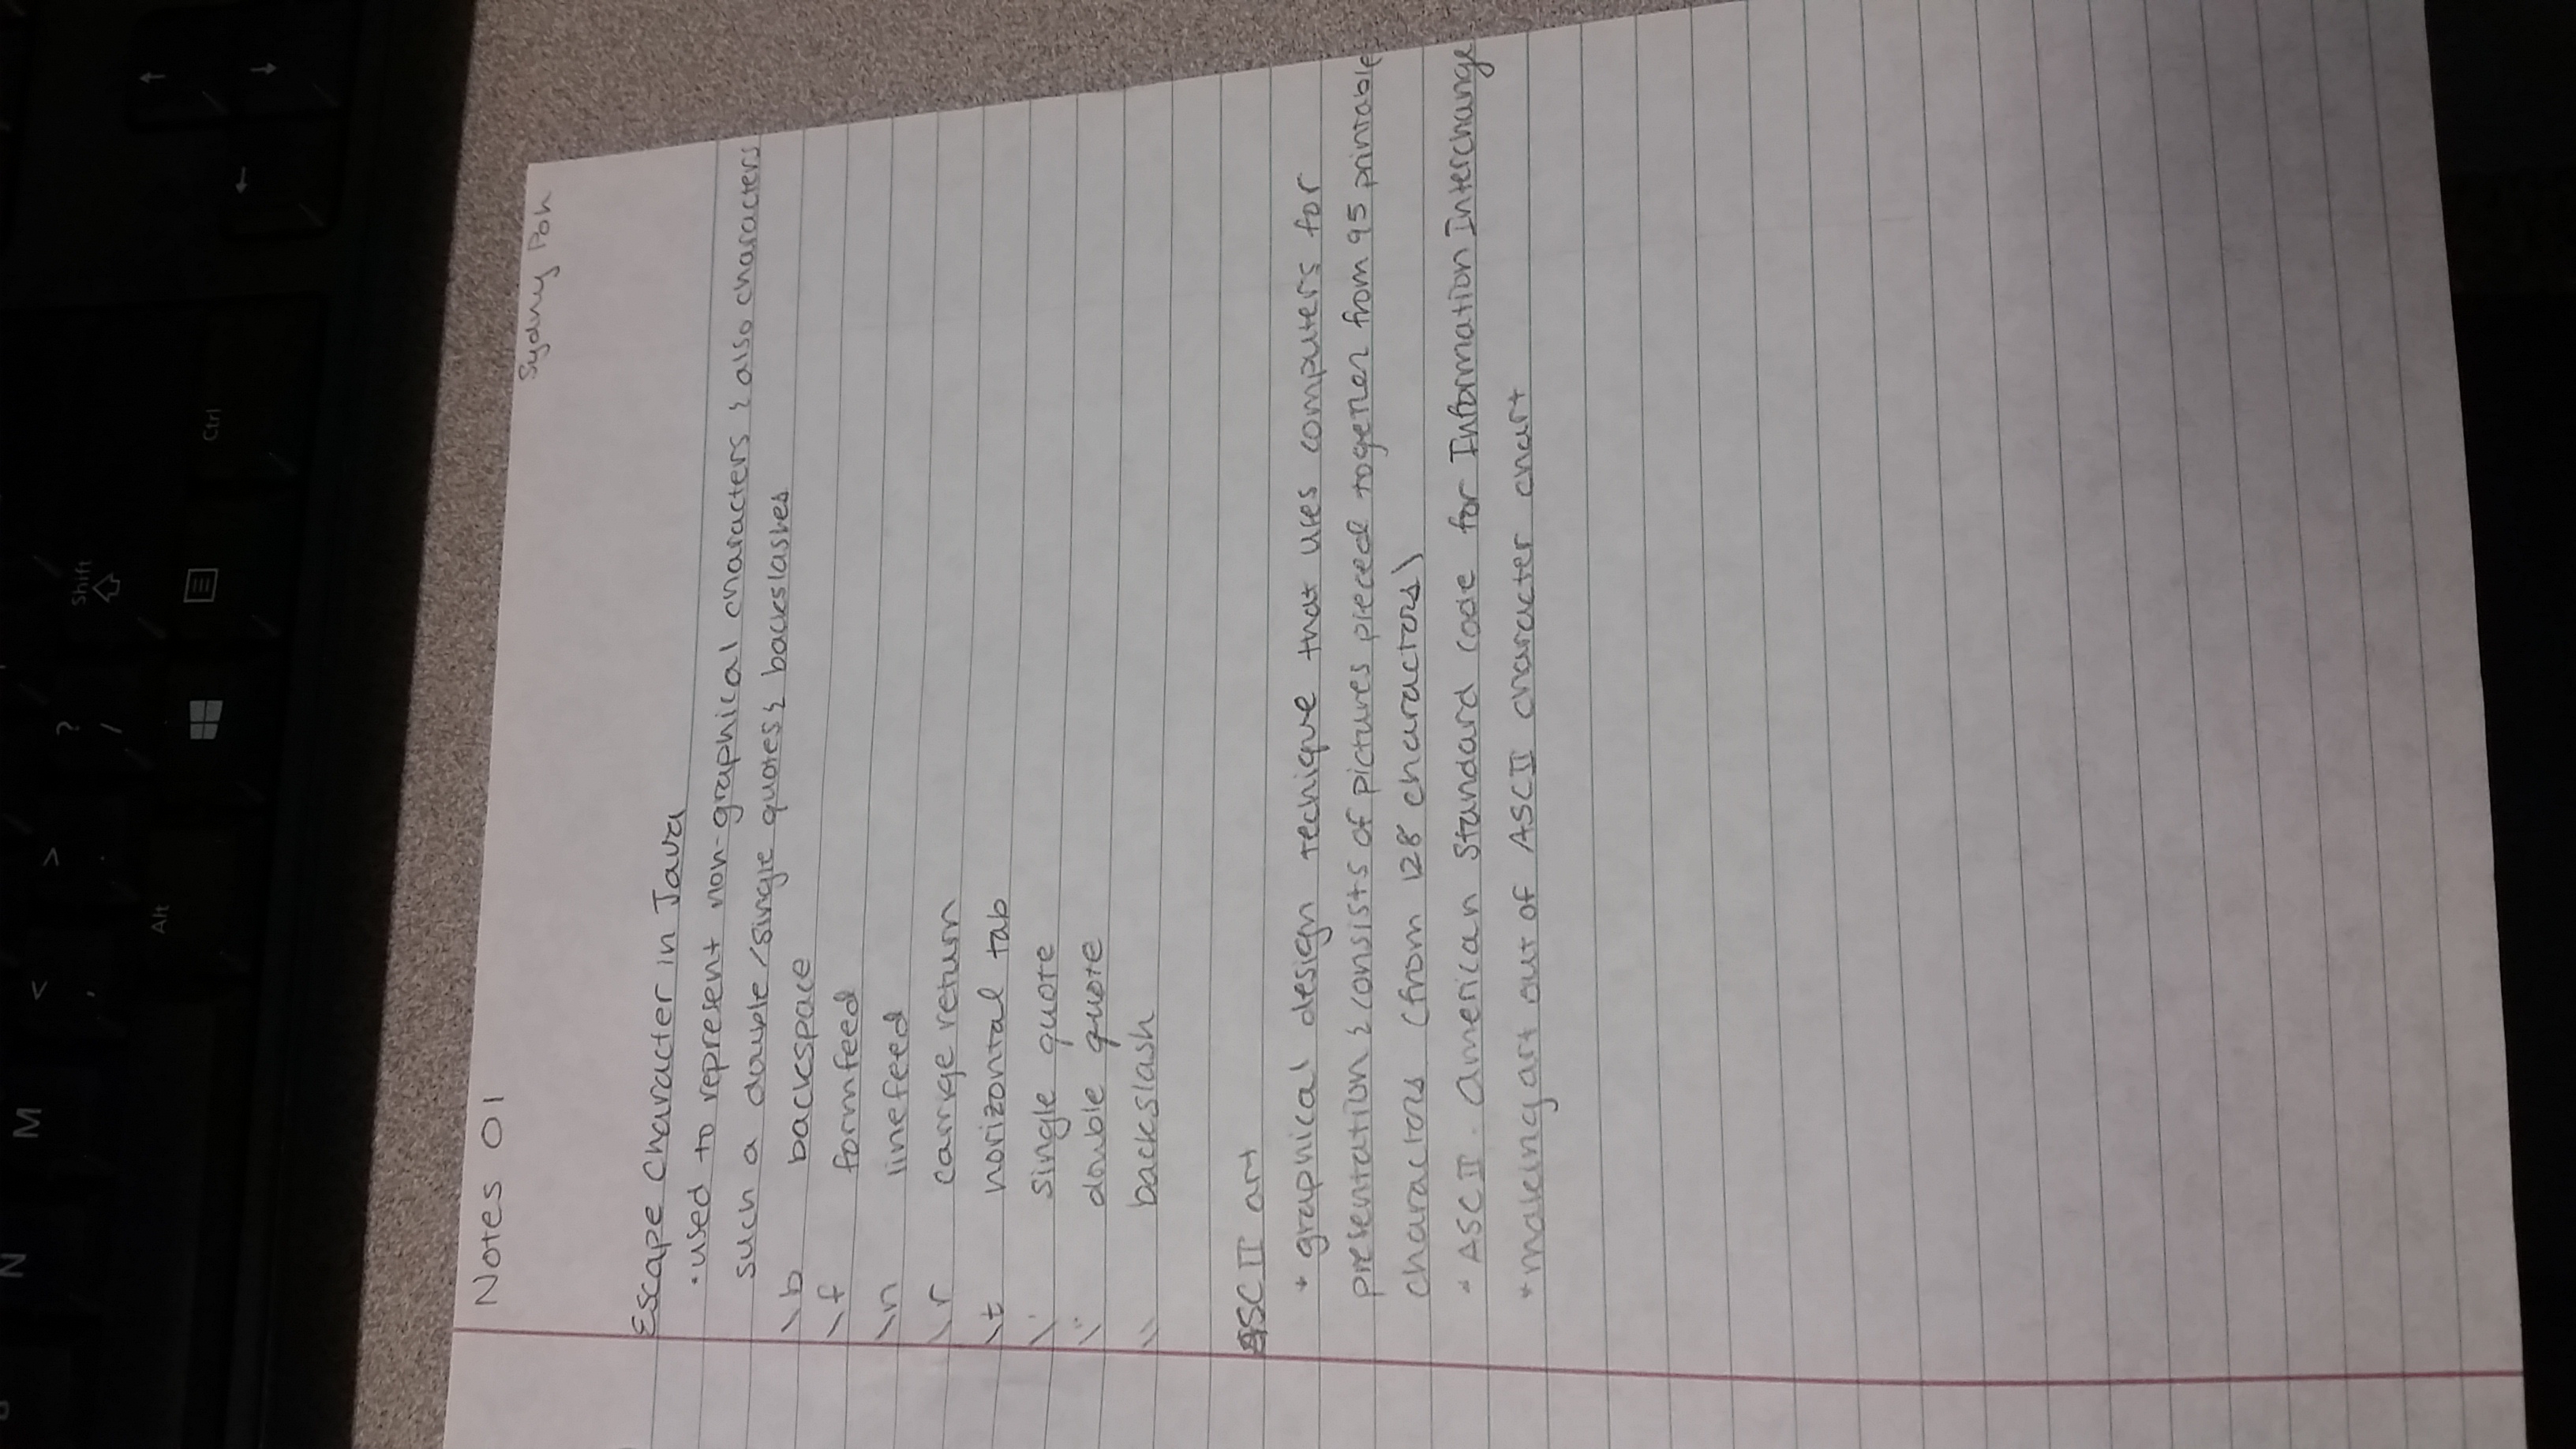 N
M
<
>
?
Shift
,
.
/
Alt
Ctrl
Notes 01
Sydny Poh
Escape Character in Java
• used to represent non-graphical characters & also characters
such a double/single quotes & backslashes
\b backspace
\f formfeed
\n linefeed
\r carrige return
\t horizontal tab
\' single quote
\" double quote
\\ backslash
ASCII art
• graphical design techique that uses computers for
presentation & consists of pictures pieced together from 95 printable
charactors (from 128 charactors)
• ASCII. American Standard code for Information Interchange
• making art out of ASCII character chart